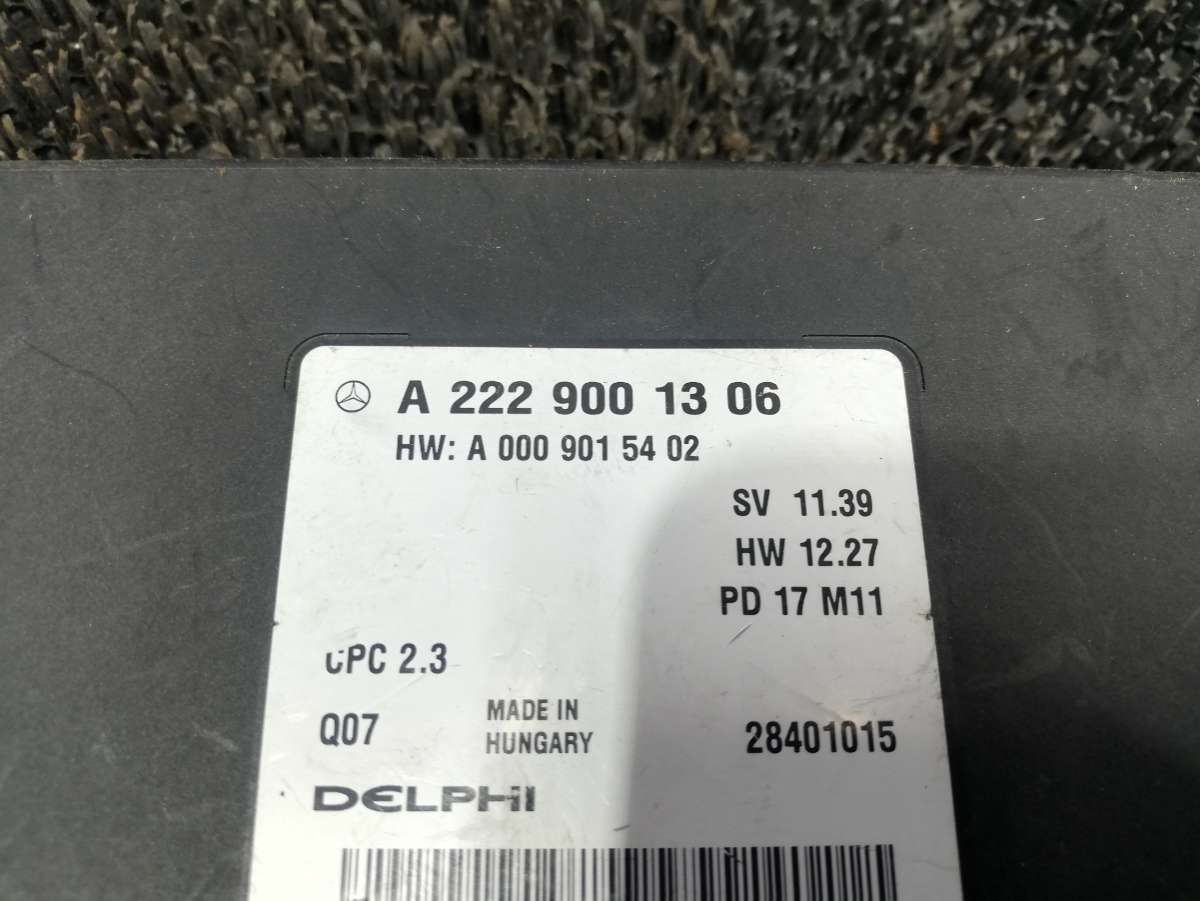 A 222 900 13 06
HW: A 000 901 54 02
SV 11.39
HW 12.27
PD 17 M11
CPC 2.3
Q07
MADE IN
HUNGARY
28401015
DELPHI